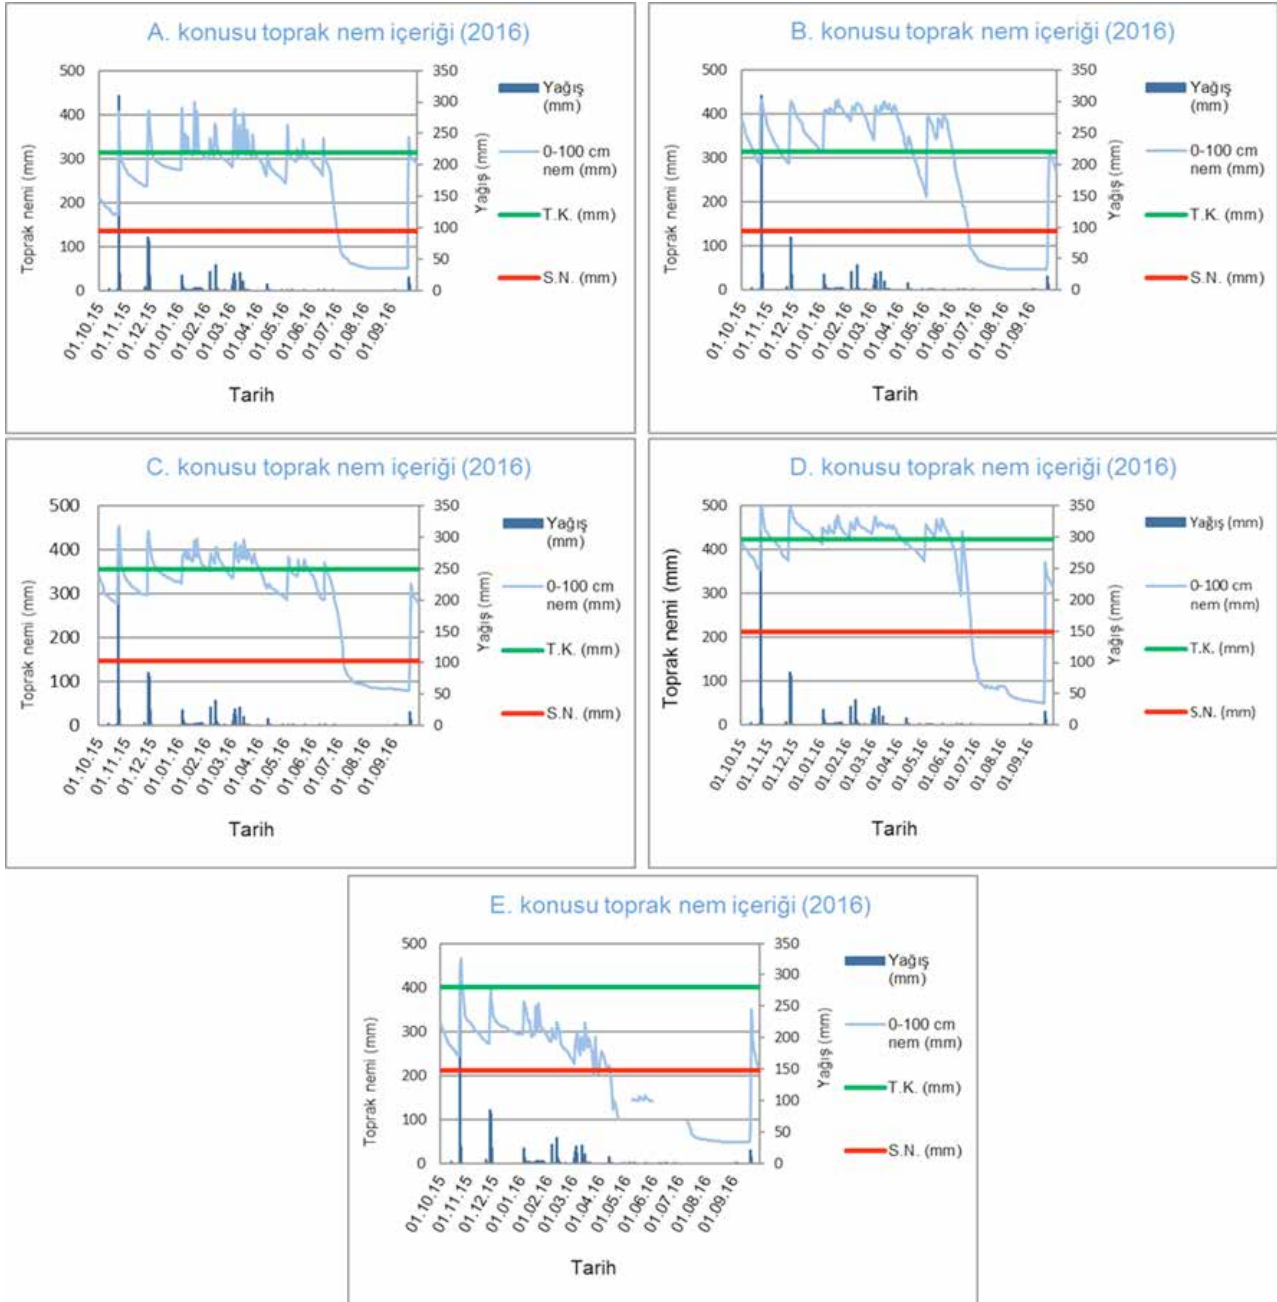 A. konusu toprak nem içeriği (2016)
500
400
300
200
100
0
Toprak nemi (mm)
350
300
250
200
150
100
50
0
Yağış (mm)
01.10.15
01.11.15
01.12.15
01.01.16
01.02.16
01.03.16
01.04.16
01.05.16
01.06.16
01.07.16
01.08.16
01.09.16
Tarih
Yağış
(mm)
0-100 cm
nem (mm)
T.K. (mm)
S.N. (mm)
B. konusu toprak nem içeriği (2016)
500
400
300
200
100
0
Toprak nemi (mm)
350
300
250
200
150
100
50
0
Yağış (mm)
01.10.15
01.11.15
01.12.15
01.01.16
01.02.16
01.03.16
01.04.16
01.05.16
01.06.16
01.07.16
01.08.16
01.09.16
Tarih
Yağış
(mm)
0-100 cm
nem (mm)
T.K. (mm)
S.N. (mm)
C. konusu toprak nem içeriği (2016)
500
400
300
200
100
0
Toprak nemi (mm)
350
300
250
200
150
100
50
0
Yağış (mm)
01.10.15
01.11.15
01.12.15
01.01.16
01.02.16
01.03.16
01.04.16
01.05.16
01.06.16
01.07.16
01.08.16
01.09.16
Tarih
Yağış
(mm)
0-100 cm
nem (mm)
T.K. (mm)
S.N. (mm)
D. konusu toprak nem içeriği (2016)
500
400
300
200
100
0
Toprak nemi (mm)
350
300
250
200
150
100
50
0
Yağış (mm)
01.10.15
01.11.15
01.12.15
01.01.16
01.02.16
01.03.16
01.04.16
01.05.16
01.06.16
01.07.16
01.08.16
01.09.16
Tarih
Yağış (mm)
0-100 cm
nem (mm)
T.K. (mm)
S.N. (mm)
E. konusu toprak nem içeriği (2016)
500
400
300
200
100
0
Toprak nemi (mm)
350
300
250
200
150
100
50
0
Yağış (mm)
01.10.15
01.11.15
01.12.15
01.01.16
01.02.16
01.03.16
01.04.16
01.05.16
01.06.16
01.07.16
01.08.16
01.09.16
Tarih
Yağış
(mm)
0-100 cm
nem (mm)
T.K. (mm)
S.N. (mm)